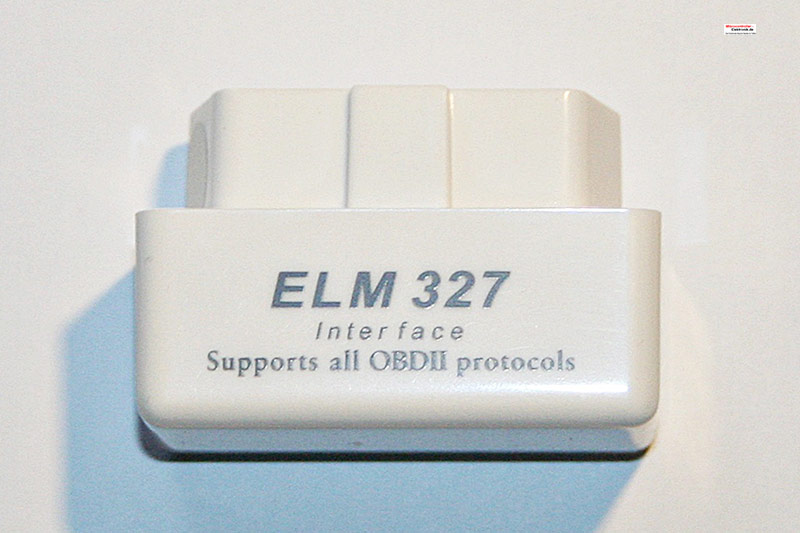 ELM 327
Interface
Supports all OBDII protocols